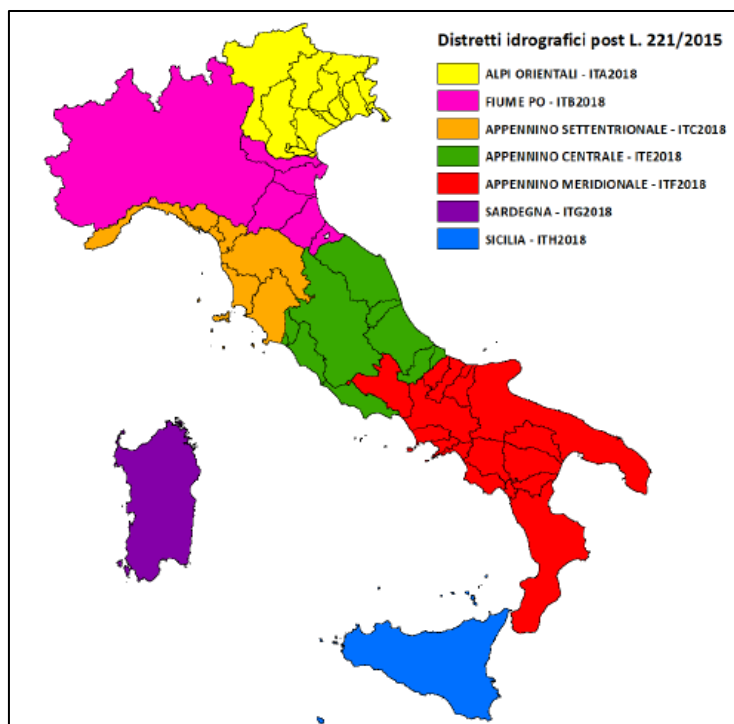 Distretti idrografici post L. 221/2015
ALPI ORIENTALI - ITA2018
FIUME PO - ITB2018
APPENNINO SETTENTRIONALE - ITC2018
APPENNINO CENTRALE - ITE2018
APPENNINO MERIDIONALE - ITF2018
SARDEGNA - ITG2018
SICILIA - ITH2018